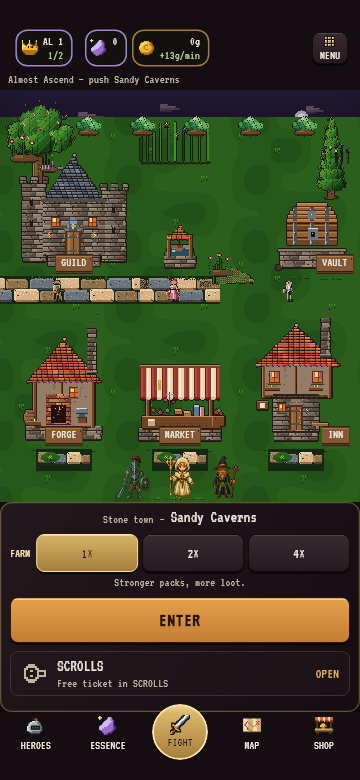 AL 1
1/2
0
0g
+13g/min
MENU
Almost Ascend - push Sandy Caverns
GUILD
VAULT
FORGE
MARKET
INN
Stone town - Sandy Caverns
FARM
1X
2X
4X
Stronger packs, more loot.
ENTER
SCROLLS
Free ticket in SCROLLS
OPEN
HEROES
ESSENCE
FIGHT
MAP
SHOP